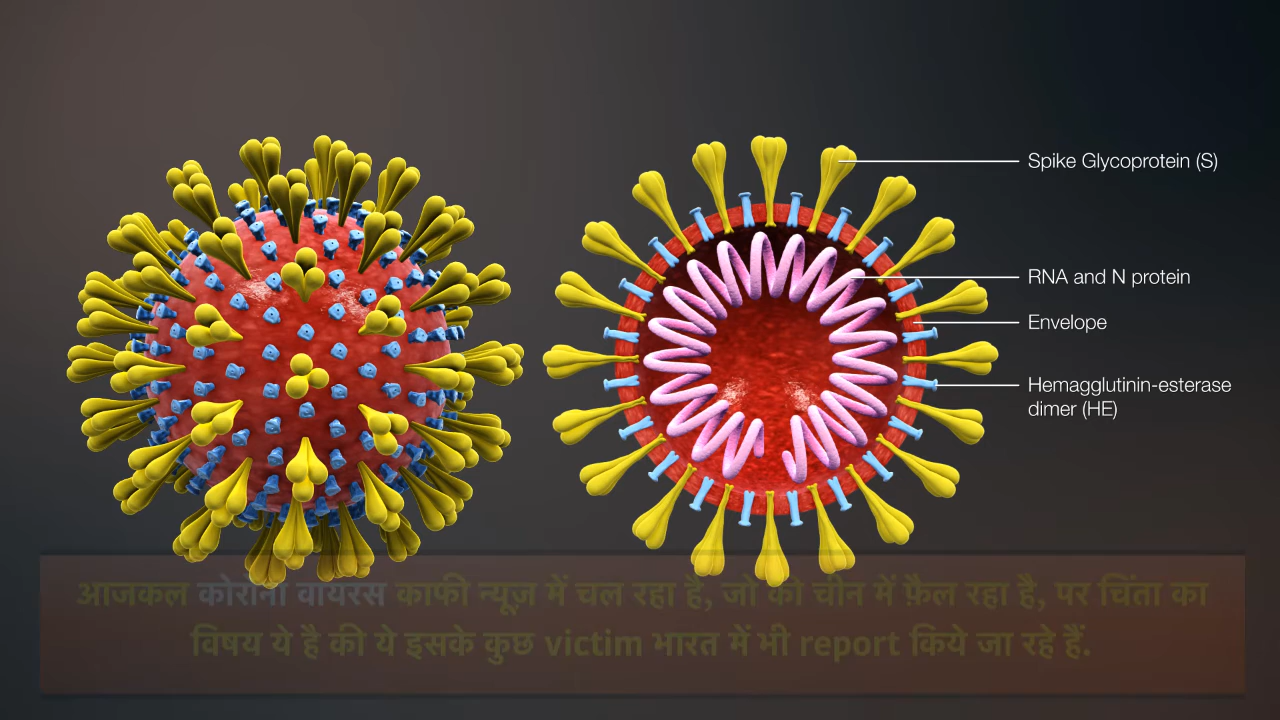 Spike Glycoprotein (S)
RNA and N protein
Envelope
Hemagglutinin-esterase
dimer (HE)
आजकल कोरोना वायरस काफी न्यूज़ में चल रहा है, जो की चीन में फ़ैल रहा है, पर चिंता का
विषय ये है की ये इसके कुछ victim भारत में भी report किये जा रहे हैं.